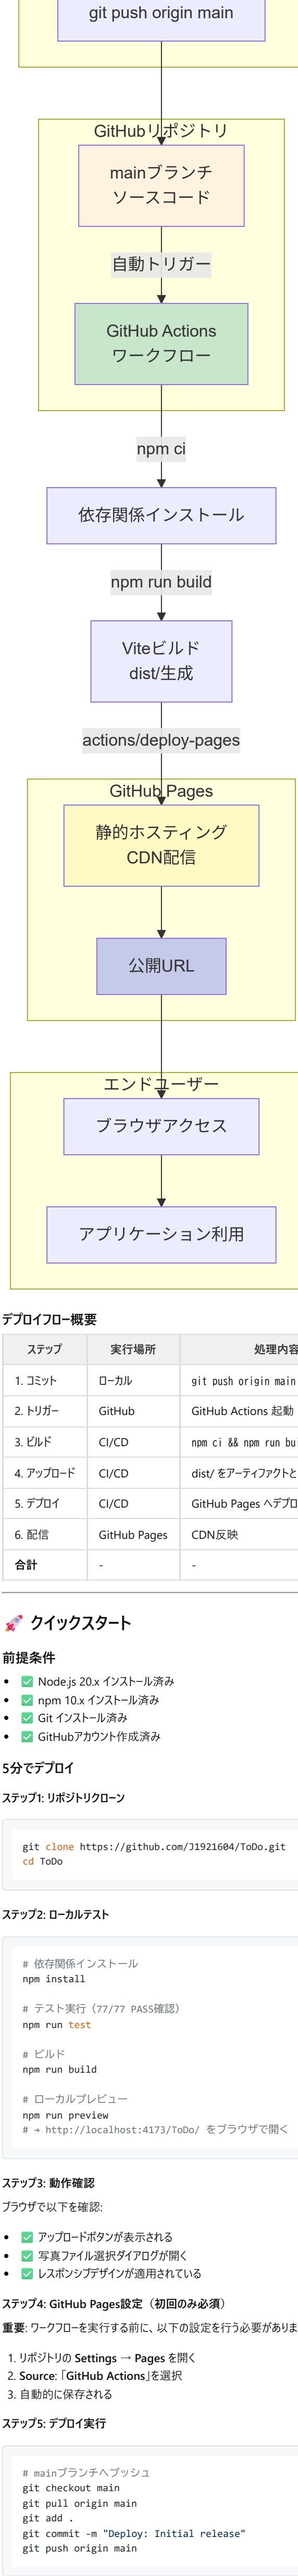 git push origin main
GitHubリポジトリ
mainブランチ
ソースコード
自動トリガー
GitHub Actions
ワークフロー
npm ci
依存関係インストール
npm run build
Viteビルド
dist/生成
actions/deploy-pages
GitHub Pages
静的ホスティング
CDN配信
公開URL
エンドユーザー
ブラウザアクセス
アプリケーション利用
デプロイフロー概要
ステップ 実行場所 処理内容
1. コミット ローカル git push origin main
2. トリガー GitHub GitHub Actions 起動
3. ビルド CI/CD npm ci && npm run bui
4. アップロード CI/CD dist/ をアーティファクトと
5. デプロイ CI/CD GitHub Pages へデプロ
6. 配信 GitHub Pages CDN反映
合計 - -
🚀 クイックスタート
前提条件
• ✅ Node.js 20.x インストール済み
• ✅ npm 10.x インストール済み
• ✅ Git インストール済み
• ✅ GitHubアカウント作成済み
5分でデプロイ
ステップ1: リポジトリクローン
git clone https://github.com/J1921604/ToDo.git
cd ToDo
ステップ2: ローカルテスト
# 依存関係インストール
npm install
# テスト実行（77/77 PASS確認）
npm run test
# ビルド
npm run build
# ローカルプレビュー
npm run preview
# → http://localhost:4173/ToDo/ をブラウザで開く
ステップ3: 動作確認
ブラウザで以下を確認:
• ✅ アップロードボタンが表示される
• ✅ 写真ファイル選択ダイアログが開く
• ✅ レスポンシブデザインが適用されている
ステップ4: GitHub Pages設定（初回のみ必須）
重要: ワークフローを実行する前に、以下の設定を行う必要がありま
1. リポジトリの Settings → Pages を開く
2. Source: 「GitHub Actions」を選択
3. 自動的に保存される
ステップ5: デプロイ実行
# mainブランチへプッシュ
git checkout main
git pull origin main
git add .
git commit -m "Deploy: Initial release"
git push origin main